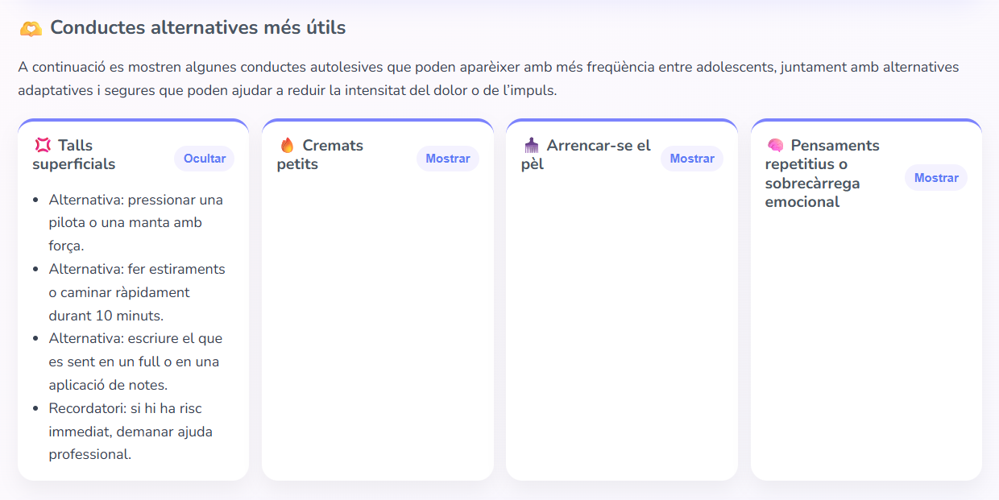 Conductes alternatives més útils
A continuació es mostren algunes conductes autolesives que poden aparèixer amb més freqüència entre adolescents, juntament amb alternatives
adaptatives i segures que poden ajudar a reduir la intensitat del dolor o de l’impuls.
Talls
superficials
Ocultar
Alternativa: pressionar una
pilota o una manta amb
força.
Alternativa: fer estiraments
o caminar ràpidament
durant 10 minuts.
Alternativa: escriure el que
es sent en un full o en una
aplicació de notes.
Recordatori: si hi ha risc
immediat, demanar ajuda
professional.
Cremats
petits
Mostrar
Arrencar-se el
pèl
Mostrar
Pensaments
repetitius o
sobrecàrrega
emocional
Mostrar